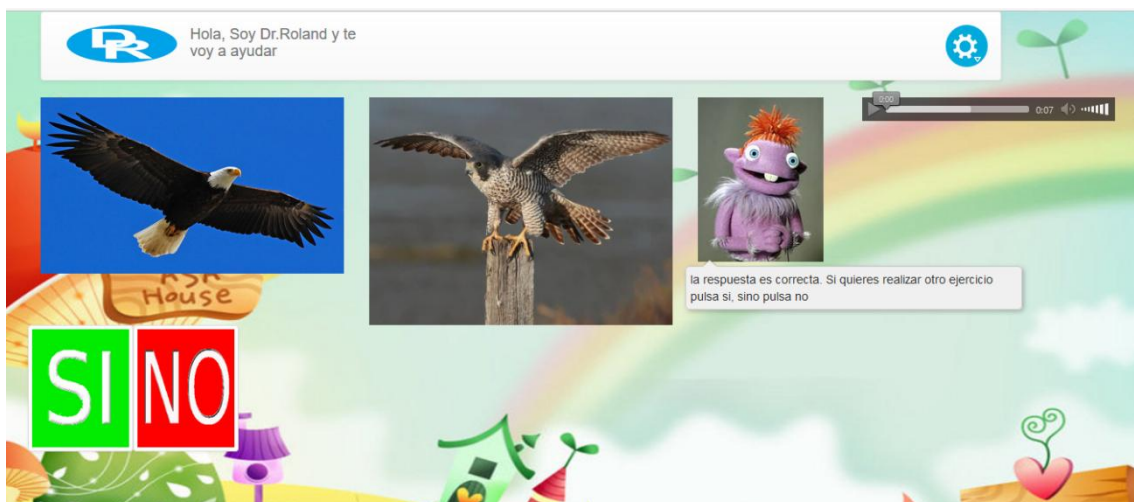 DR
Hola, Soy Dr.Roland y te
voy a ayudar
0:00
0:07
la respuesta es correcta. Si quieres realizar otro ejercicio
pulsa si, sino pulsa no
House
SI NO